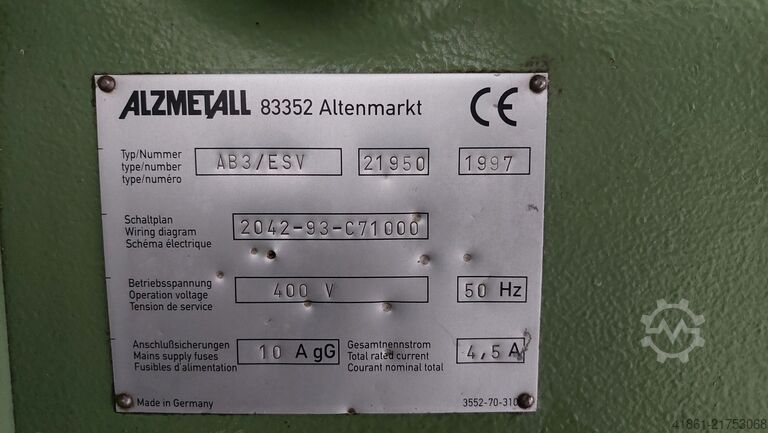 ALZMETALL 83352 Altenmarkt CE
Typ/Nummer
type/number
type/numéro
AB3/ESV 21950 1997
Schaltplan
Wiring diagram
Schéma électrique
2042-93-C71000
Betriebsspannung
Operation voltage
Tension de service
400 V 50 Hz
Anschlußsicherungen
Mains supply fuses
Fusibles d'alimentation
10 A gG
Gesamtnennstrom
Total rated current
Courant nominal total
4,5 A
Made in Germany
3552-70-310
41861-21753068